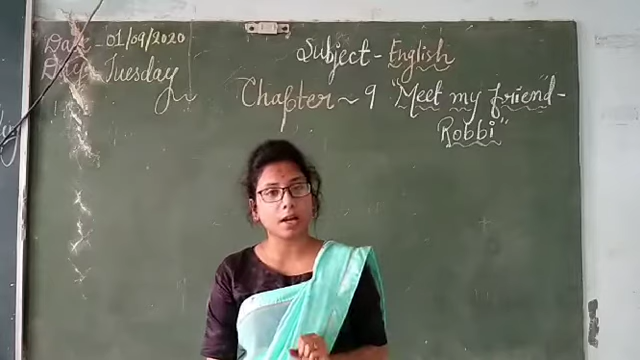 Date - 01/09/2020
Day - Tuesday
Subject - English
Chapter ~ 9 "Meet my friend-
Robbi"